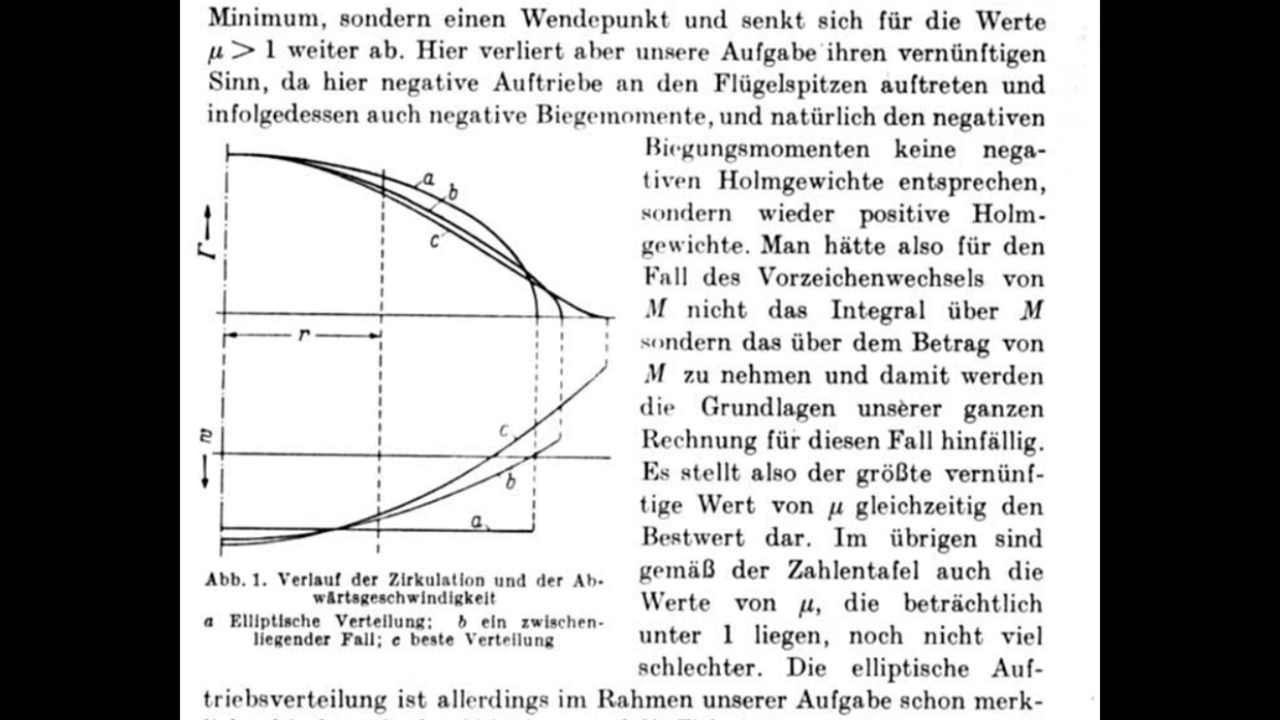 Minimum, sondern einen Wendepunkt und senkt sich für die Werte
μ > 1 weiter ab. Hier verliert aber unsere Aufgabe ihren vernünftigen
Sinn, da hier negative Auftriebe an den Flügelspitzen auftreten und
infolgedessen auch negative Biegemomente, und natürlich den negativen
Biegungsmomenten keine nega-
tiven Holmgewichte entsprechen,
sondern wieder positive Holm-
gewichte. Man hätte also für den
Fall des Vorzeichenwechsels von
M nicht das Integral über M
sondern das über dem Betrag von
M zu nehmen und damit werden
die Grundlagen unserer ganzen
Rechnung für diesen Fall hinfällig.
Es stellt also der größte vernünf-
tige Wert von μ gleichzeitig den
Bestwert dar. Im übrigen sind
gemäß der Zahlentafel auch die
Werte von μ, die beträchtlich
unter 1 liegen, noch nicht viel
schlechter. Die elliptische Auf-
triebsverteilung ist allerdings im Rahmen unserer Aufgabe schon merk-
a
b
c
Γ
r
w
c
b
a
Abb. 1. Verlauf der Zirkulation und der Ab-
wärtsgeschwindigkeit
a Elliptische Verteilung; b ein zwischen-
liegender Fall; c beste Verteilung